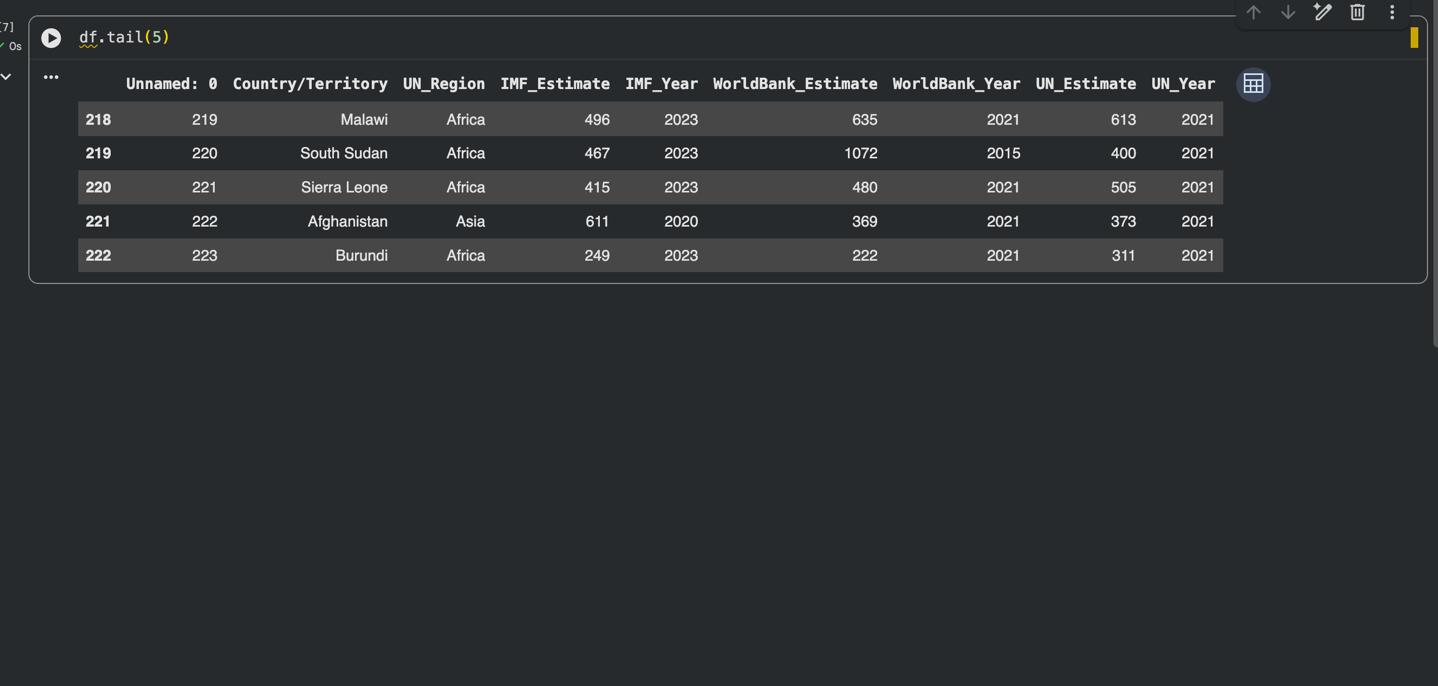 [7]
0s
df.tail(5)
Unnamed: 0 Country/Territory UN_Region IMF_Estimate IMF_Year WorldBank_Estimate WorldBank_Year UN_Estimate UN_Year
218 219 Malawi Africa 496 2023 635 2021 613 2021
219 220 South Sudan Africa 467 2023 1072 2015 400 2021
220 221 Sierra Leone Africa 415 2023 480 2021 505 2021
221 222 Afghanistan Asia 611 2020 369 2021 373 2021
222 223 Burundi Africa 249 2023 222 2021 311 2021